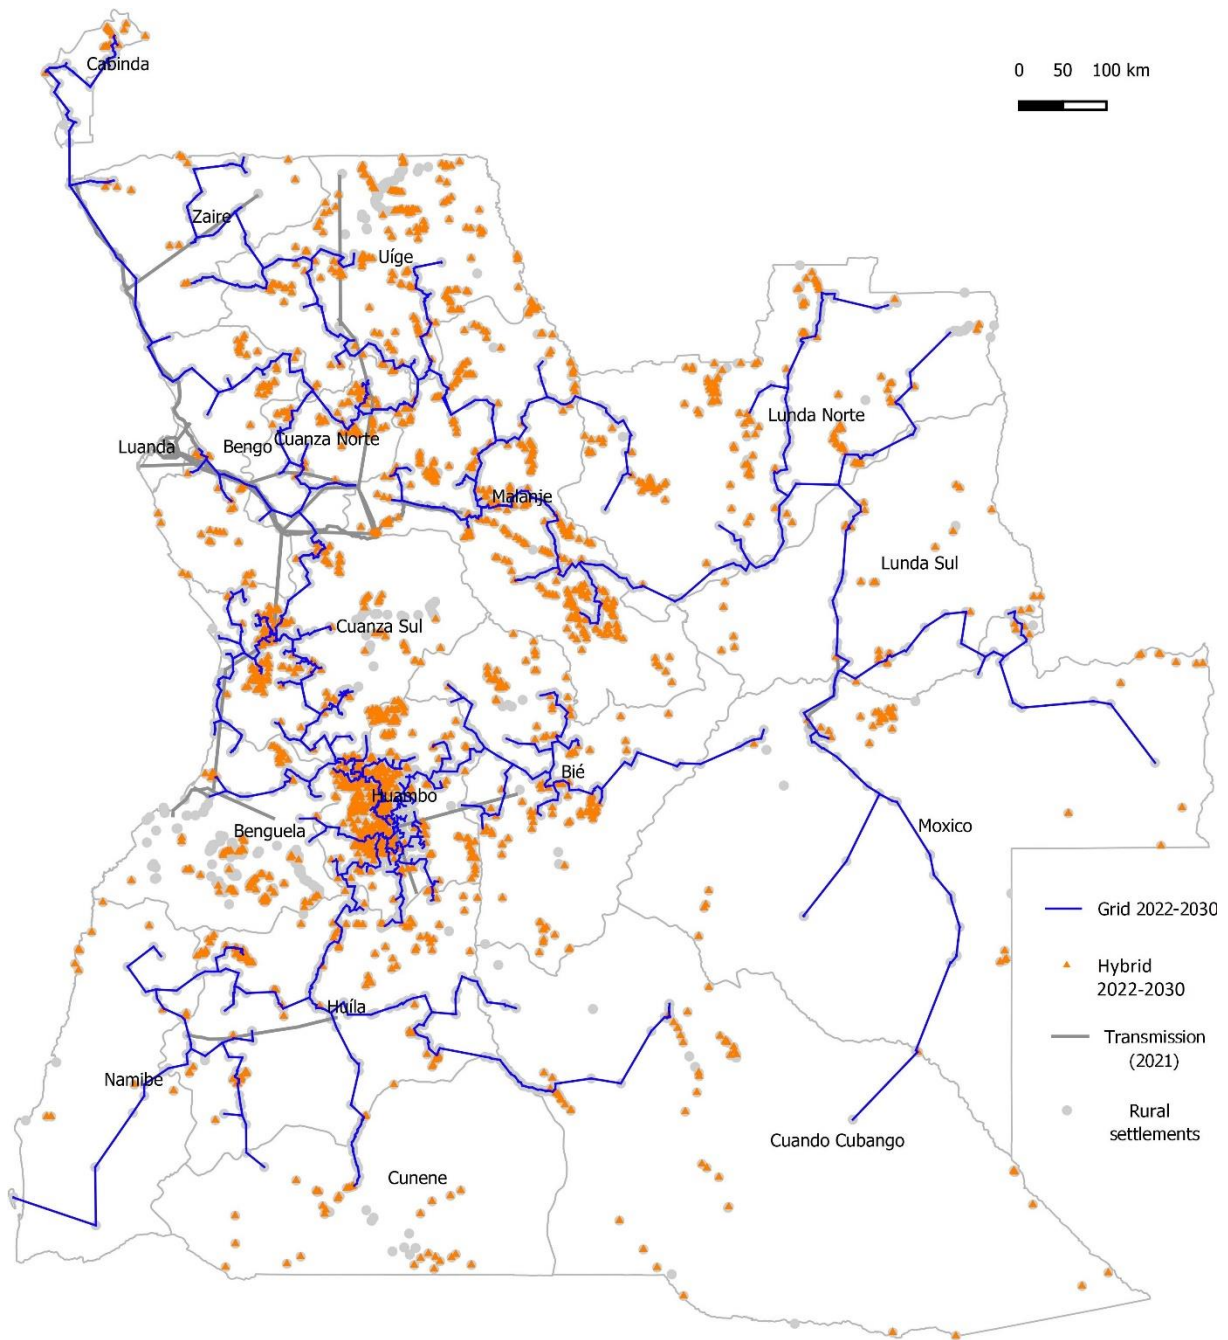 Cabinda
0 50 100 km
Zaire
Uíge
Lunda Norte
Luanda
Bengo
Cuanza Norte
Malanje
Lunda Sul
Cuanza Sul
Bié
Huambo
Benguela
Moxico
Grid 2022-2030
Hybrid
2022-2030
Huíla
Transmission
(2021)
Namibe
Rural
settlements
Cuando Cubango
Cunene